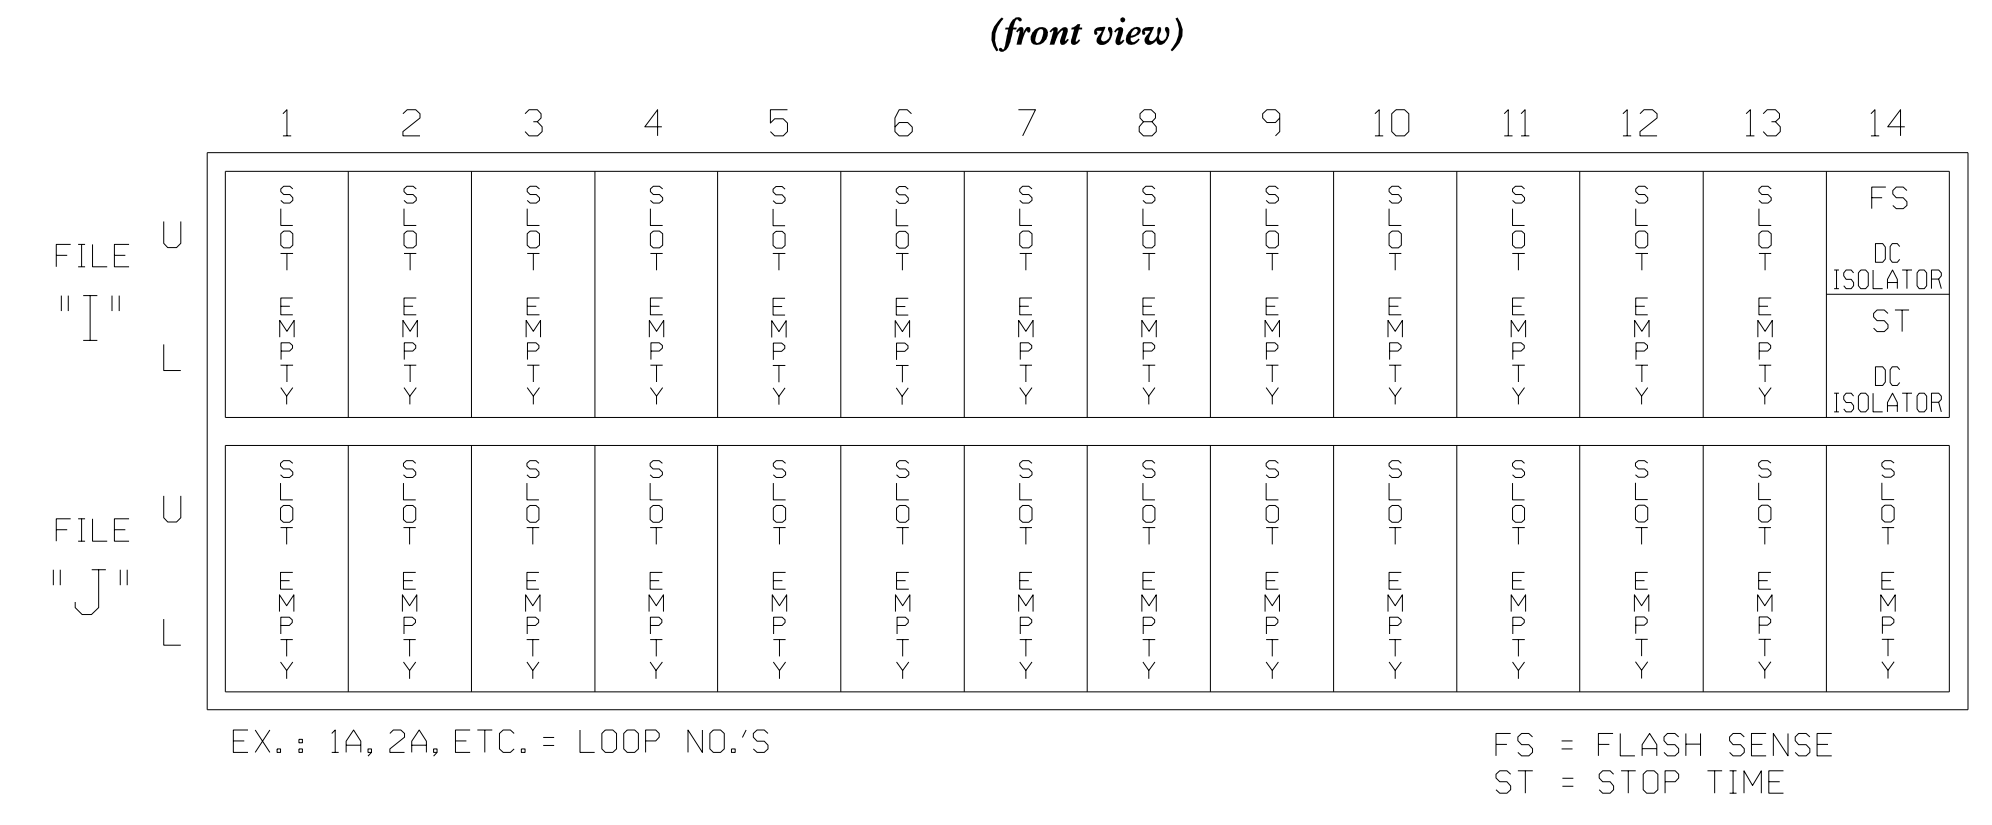 (front view)
1 2 3 4 5 6 7 8 9 10 11 12 13 14
FILE "I"
U
L
SLOT EMPTY
SLOT EMPTY
SLOT EMPTY
SLOT EMPTY
SLOT EMPTY
SLOT EMPTY
SLOT EMPTY
SLOT EMPTY
SLOT EMPTY
SLOT EMPTY
SLOT EMPTY
SLOT EMPTY
SLOT EMPTY
FS
DC
ISOLATOR
ST
DC
ISOLATOR
FILE "J"
U
L
SLOT EMPTY
SLOT EMPTY
SLOT EMPTY
SLOT EMPTY
SLOT EMPTY
SLOT EMPTY
SLOT EMPTY
SLOT EMPTY
SLOT EMPTY
SLOT EMPTY
SLOT EMPTY
SLOT EMPTY
SLOT EMPTY
SLOT EMPTY
EX.: 1A, 2A, ETC. = LOOP NO.'S
FS = FLASH SENSE
ST = STOP TIME